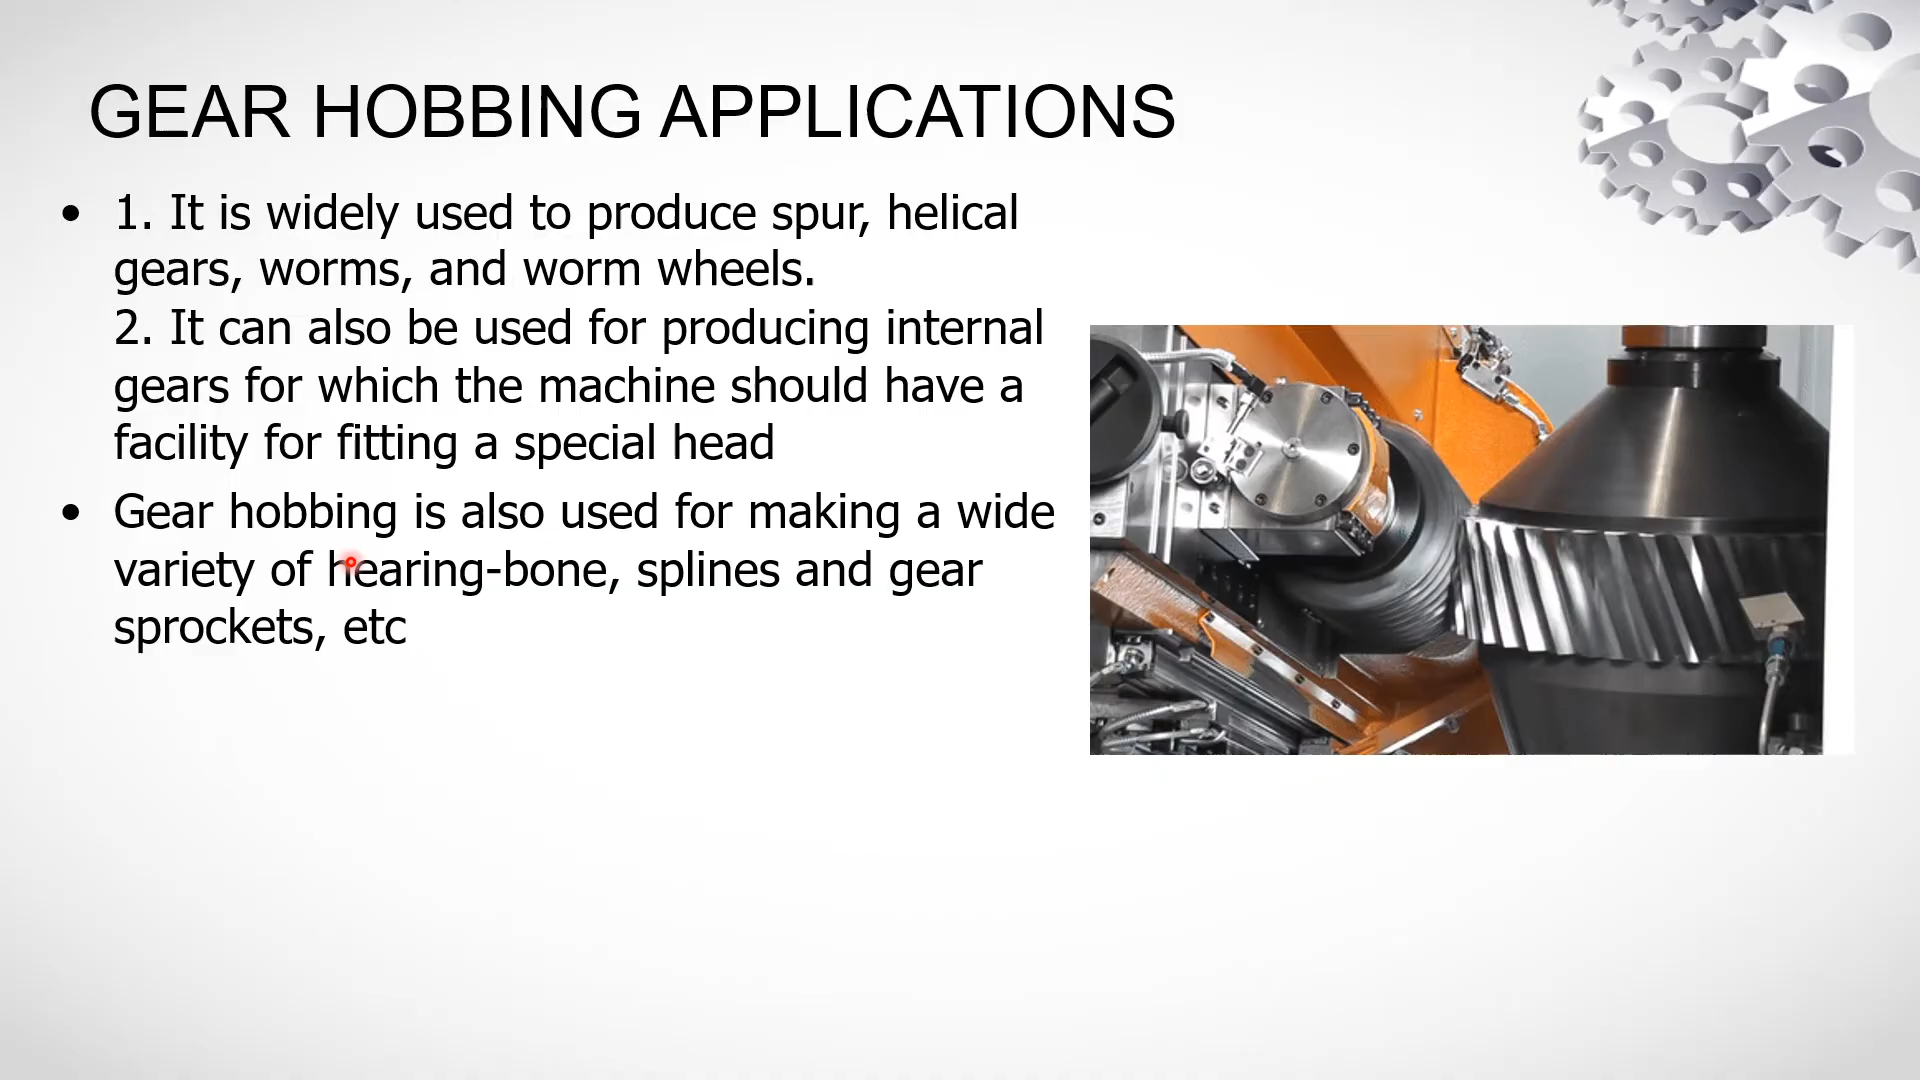 GEAR HOBBING APPLICATIONS
• 1. It is widely used to produce spur, helical
gears, worms, and worm wheels.
2. It can also be used for producing internal
gears for which the machine should have a
facility for fitting a special head
• Gear hobbing is also used for making a wide
variety of hearing-bone, splines and gear
sprockets, etc